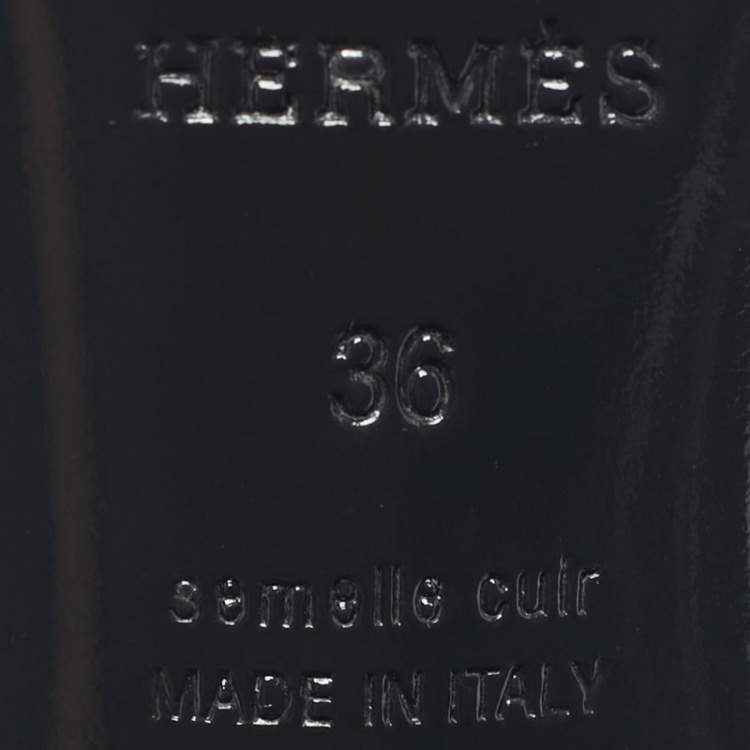 HERMÈS
36
semelle cuir
MADE IN ITALY